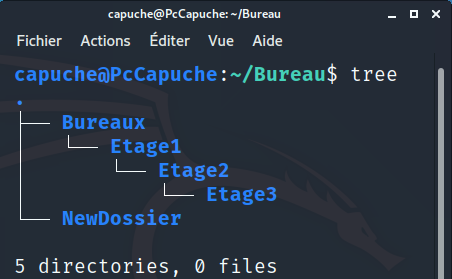 capuche@PcCapuche:~/Bureau
Fichier Actions Éditer Vue Aide
capuche@PcCapuche:~/Bureau$ tree
.
├── Bureaux
│   └── Etage1
│       └── Etage2
│           └── Etage3
└── NewDossier
5 directories, 0 files